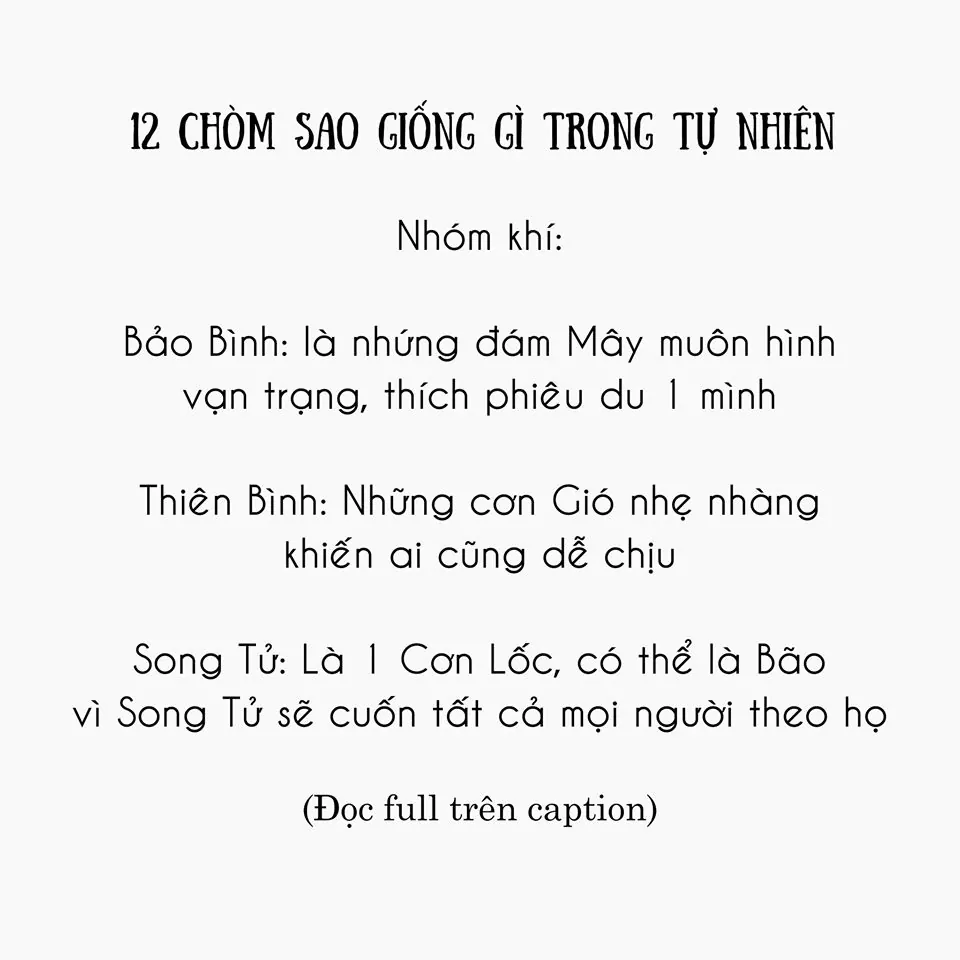 12 CHÒM SAO GIỐNG GÌ TRONG TỰ NHIÊN
Nhóm khí:
Bảo Bình: là nhứng đám Mây muôn hình
vạn trạng, thích phiêu du 1 mình
Thiên Bình: Những cơn Gió nhẹ nhàng
khiến ai cũng dễ chịu
Song Tử: Là 1 Cơn Lốc, có thể là Bão
vì Song Tử sẽ cuốn tất cả mọi người theo họ
(Đọc full trên caption)